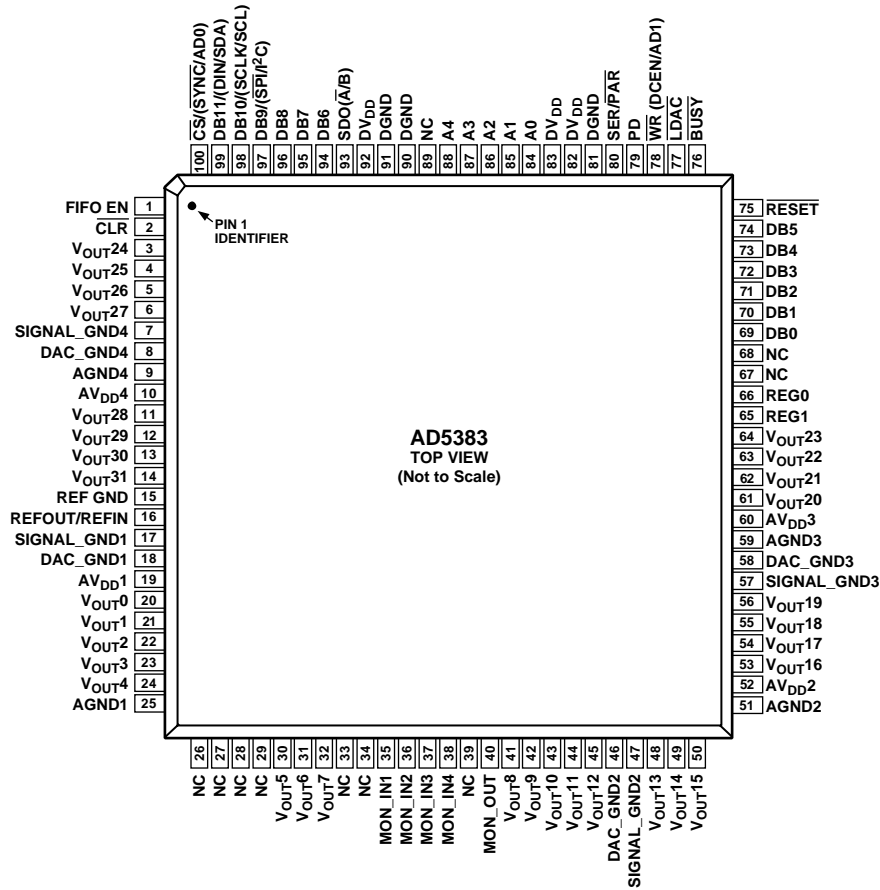 CS/(SYNC/AD0)
DB11/(DIN/SDA)
DB10/(SCLK/SCL)
DB9/(SPI/I²C)
DB8
DB7
DB6
SDO(A/B)
DVDD
DGND
DGND
NC
A4
A3
A2
A1
A0
DVDD
DVDD
DGND
SER/PAR
PD
WR (DCEN/AD1)
LDAC
BUSY
100 99 98 97 96 95 94 93 92 91 90 89 88 87 86 85 84 83 82 81 80 79 78 77 76
FIFO EN 1
CLR 2
VOUT24 3
VOUT25 4
VOUT26 5
VOUT27 6
SIGNAL_GND4 7
DAC_GND4 8
AGND4 9
AVDD4 10
VOUT28 11
VOUT29 12
VOUT30 13
VOUT31 14
REF GND 15
REFOUT/REFIN 16
SIGNAL_GND1 17
DAC_GND1 18
AVDD1 19
VOUT0 20
VOUT1 21
VOUT2 22
VOUT3 23
VOUT4 24
AGND1 25
PIN 1
IDENTIFIER
AD5383
TOP VIEW
(Not to Scale)
75 RESET
74 DB5
73 DB4
72 DB3
71 DB2
70 DB1
69 DB0
68 NC
67 NC
66 REG0
65 REG1
64 VOUT23
63 VOUT22
62 VOUT21
61 VOUT20
60 AVDD3
59 AGND3
58 DAC_GND3
57 SIGNAL_GND3
56 VOUT19
55 VOUT18
54 VOUT17
53 VOUT16
52 AVDD2
51 AGND2
26 27 28 29 30 31 32 33 34 35 36 37 38 39 40 41 42 43 44 45 46 47 48 49 50
NC
NC
NC
NC
VOUT5
VOUT6
VOUT7
NC
NC
MON_IN1
MON_IN2
MON_IN3
MON_IN4
NC
MON_OUT
VOUT8
VOUT9
VOUT10
VOUT11
VOUT12
DAC_GND2
SIGNAL_GND2
VOUT13
VOUT14
VOUT15